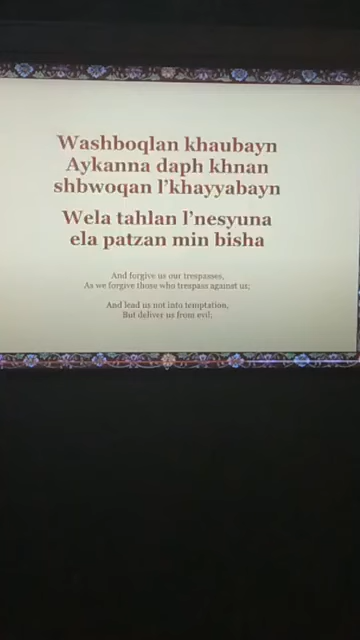 Washboqlan khaubayn
Aykanna daph khnan
shbwoqan l'khayyabayn
Wela tahlan l'nesyuna
ela patzan min bisha
And forgive us our trespasses,
As we forgive those who trespass against us;
And lead us not into temptation,
But deliver us from evil;